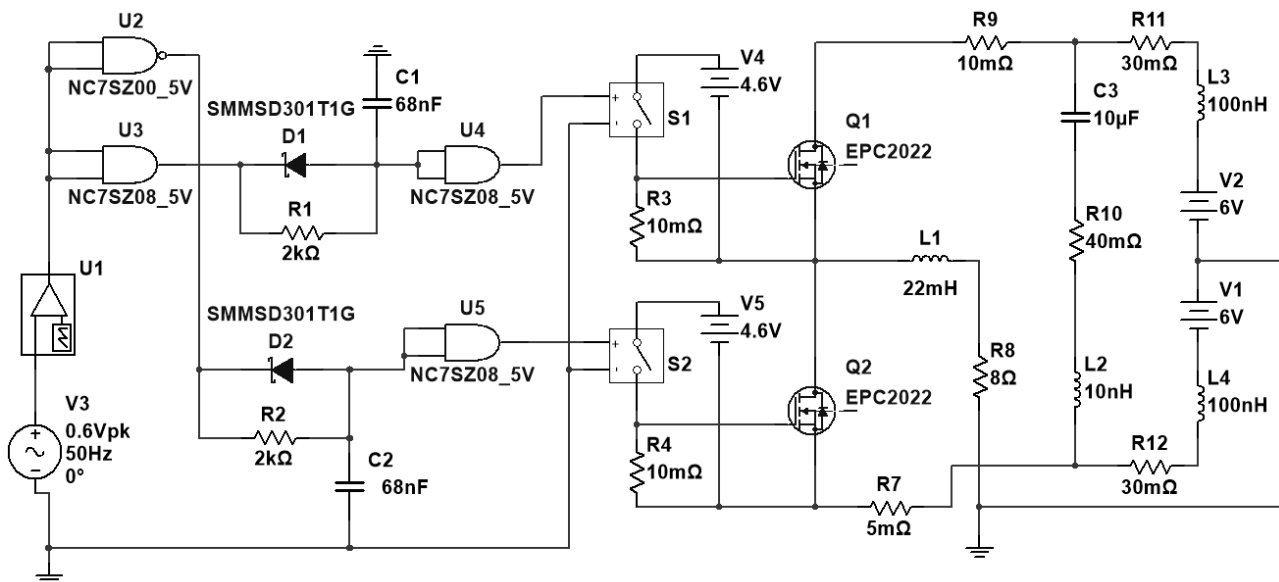 U2
NC7SZ00_5V
U3
NC7SZ08_5V
U1
V3
0.6Vpk
50Hz
0°
SMMSD301T1G
D1
R1
2kΩ
C1
68nF
U4
NC7SZ08_5V
SMMSD301T1G
D2
R2
2kΩ
C2
68nF
U5
NC7SZ08_5V
+
-
S1
V4
4.6V
R3
10mΩ
Q1
EPC2022
+
-
S2
V5
4.6V
R4
10mΩ
Q2
EPC2022
L1
22mH
R8
8Ω
R7
5mΩ
R9
10mΩ
R11
30mΩ
L3
100nH
C3
10µF
V2
6V
R10
40mΩ
V1
6V
L2
10nH
L4
100nH
R12
30mΩ